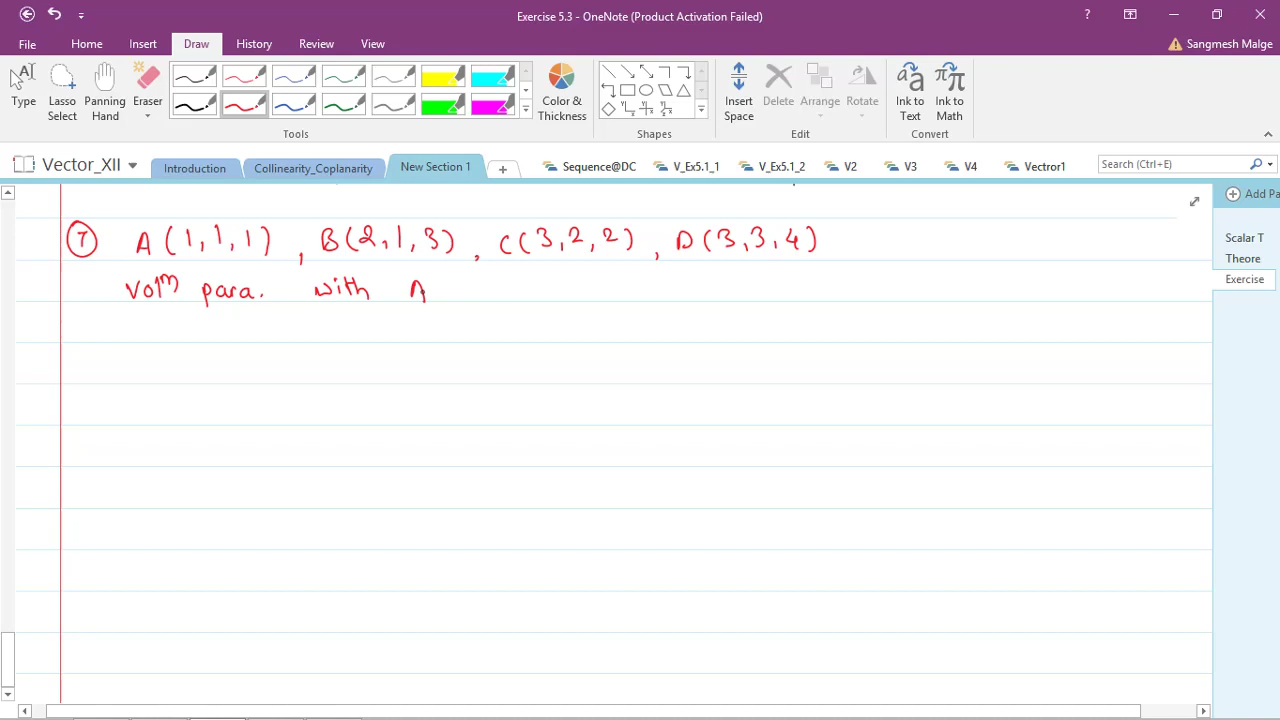 Exercise 5.3 - OneNote (Product Activation Failed)
?
File Home Insert Draw History Review View Sangmesh Malge
Type Lasso Select Panning Hand Eraser Color & Thickness Insert Space Delete Arrange Rotate Ink to Text Ink to Math
Tools Shapes Edit Convert
Vector_XII Introduction Collinearity_Coplanarity New Section 1 Sequence@DC V_Ex5.1_1 V_Ex5.1_2 V2 V3 V4 Vectror1 Search (Ctrl+E)
Add Pa
Scalar T
Theore
Exercise
7 A (1,1,1) , B(2,1,3) , C(3,2,2) , D(3,3,4)
Volm para. with